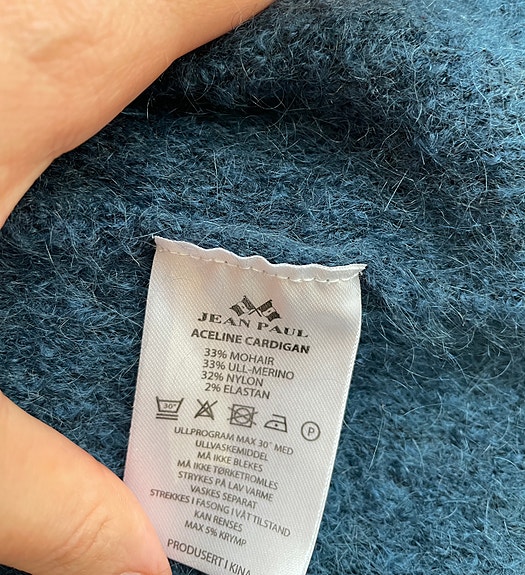 JEAN PAUL
ACELINE CARDIGAN
33% MOHAIR
33% ULL-MERINO
32% NYLON
2% ELASTAN
30°
P
ULLPROGRAM MAX 30° MED
ULLVASKEMIDDEL
MÅ IKKE BLEKES
MÅ IKKE TØRKETROMLES
STRYKES PÅ LAV VARME
VASKES SEPARAT
STREKKES I FASONG I VÅT TILSTAND
KAN RENSES
MAX 5% KRYMP
PRODUSERT I KINA